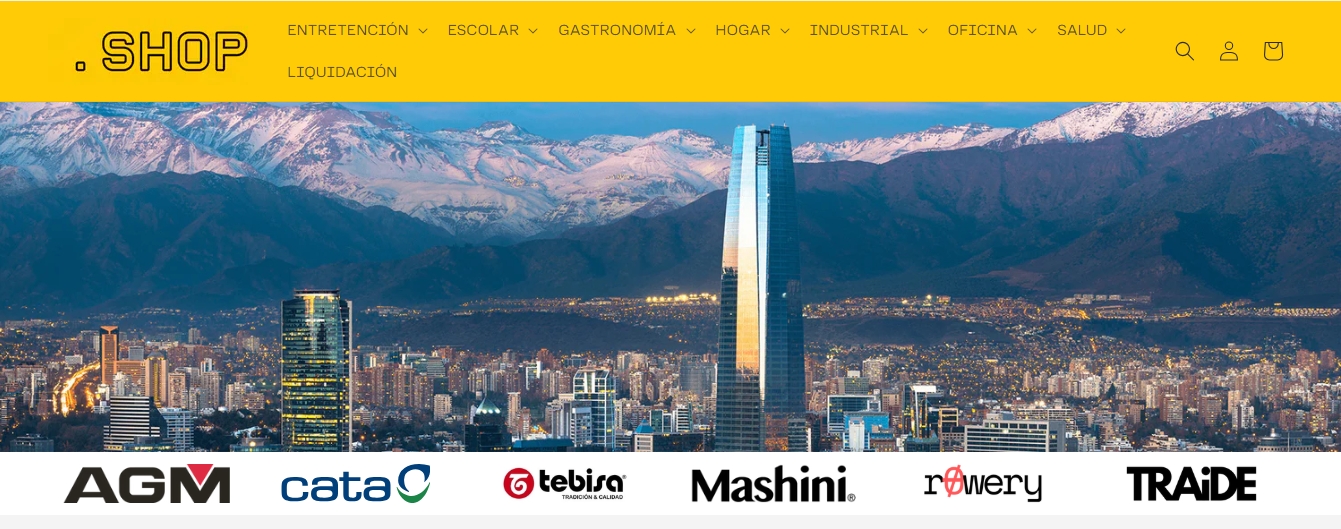 .SHOP
ENTRETENCIÓN ESCOLAR GASTRONOMÍA HOGAR INDUSTRIAL OFICINA SALUD
LIQUIDACIÓN
AGM cata tebisa Mashini® røwery TRAiDE
TRADICIÓN & CALIDAD